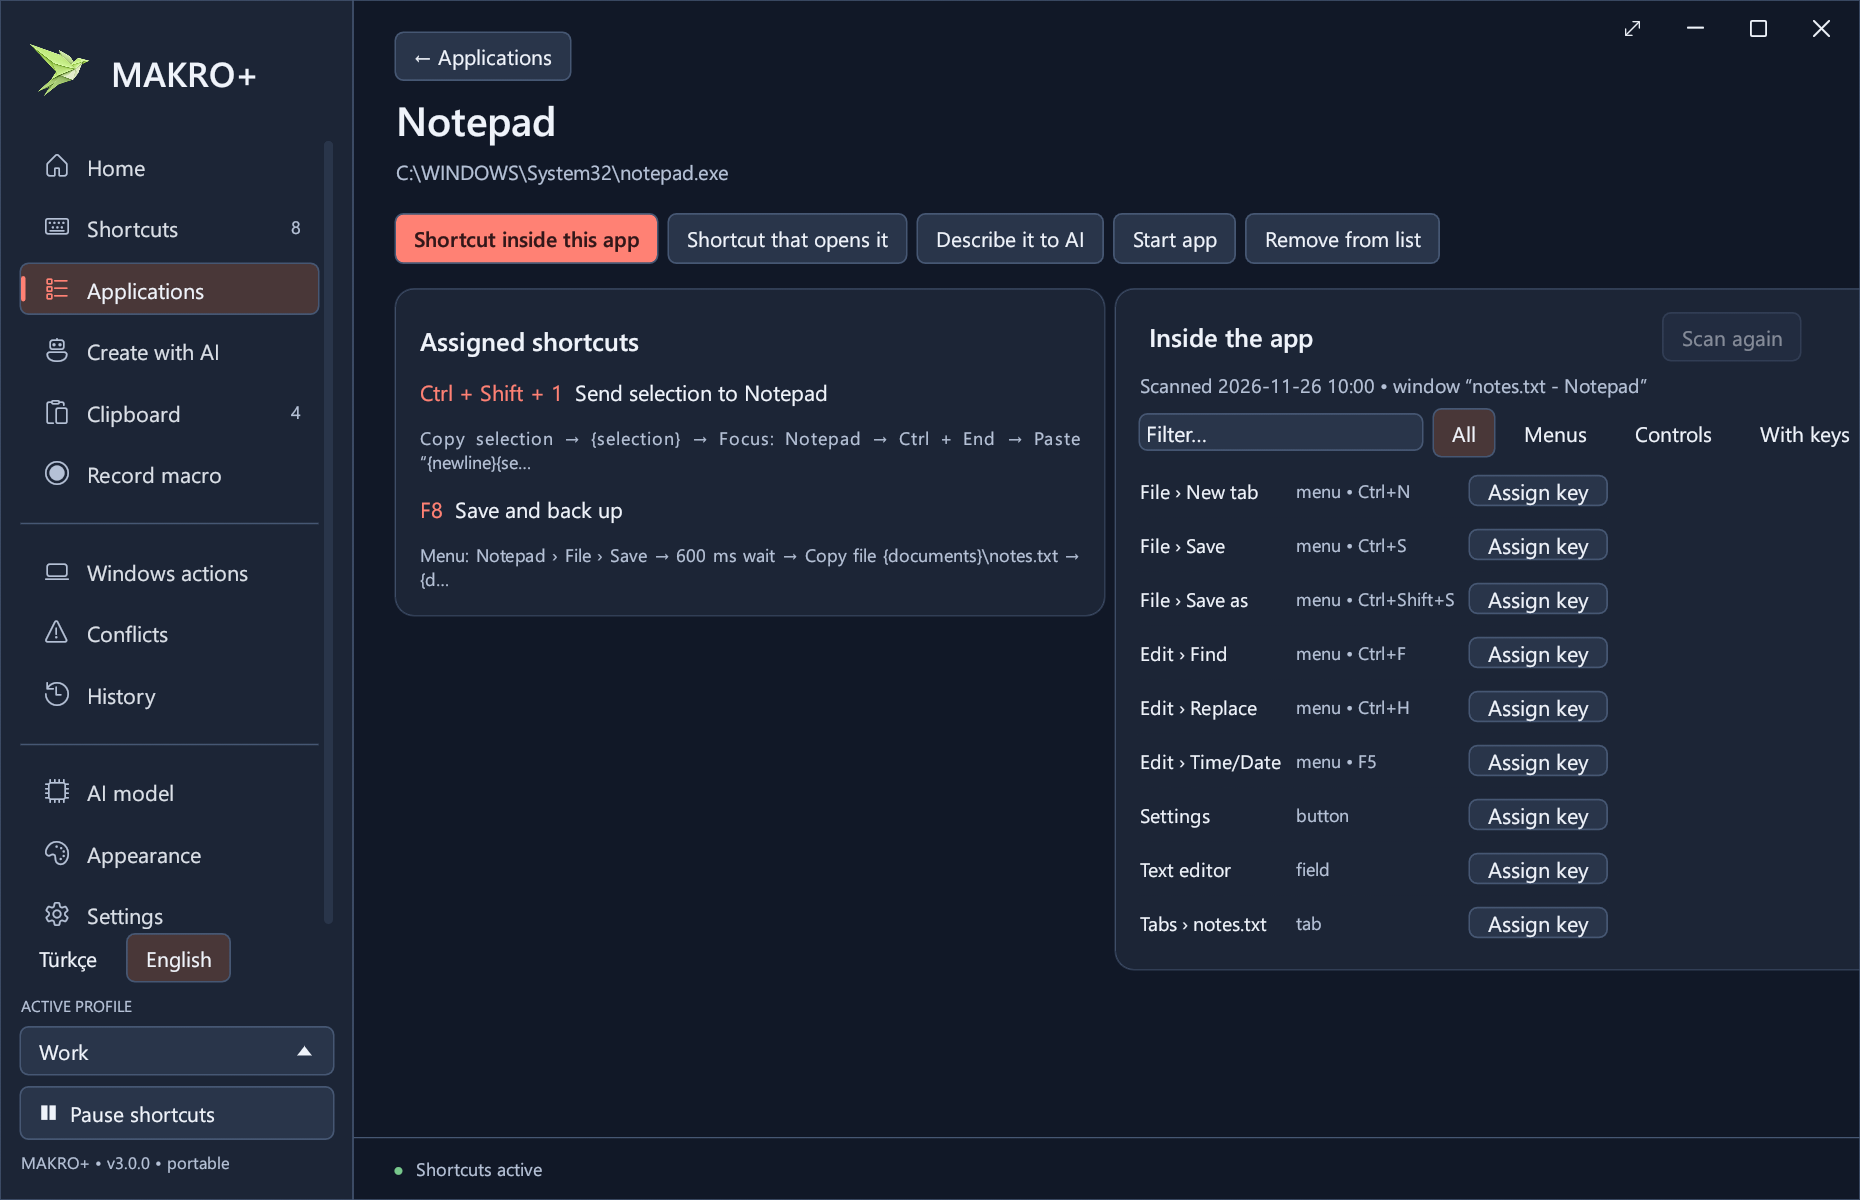 MAKRO+
Home
Shortcuts 8
Applications
Create with AI
Clipboard 4
Record macro
Windows actions
Conflicts
History
AI model
Appearance
Settings
Türkçe English
ACTIVE PROFILE
Work
Pause shortcuts
MAKRO+ • v3.0.0 • portable
← Applications
Notepad
C:\WINDOWS\System32\notepad.exe
Shortcut inside this app Shortcut that opens it Describe it to AI Start app Remove from list
Assigned shortcuts
Ctrl + Shift + 1 Send selection to Notepad
Copy selection → {selection} → Focus: Notepad → Ctrl + End → Paste
“{newline}{se...
F8 Save and back up
Menu: Notepad › File › Save → 600 ms wait → Copy file {documents}\notes.txt →
{d...
Inside the app Scan again
Scanned 2026-11-26 10:00 • window “notes.txt - Notepad”
Filter... All Menus Controls With keys
File › New tab menu • Ctrl+N Assign key
File › Save menu • Ctrl+S Assign key
File › Save as menu • Ctrl+Shift+S Assign key
Edit › Find menu • Ctrl+F Assign key
Edit › Replace menu • Ctrl+H Assign key
Edit › Time/Date menu • F5 Assign key
Settings button Assign key
Text editor field Assign key
Tabs › notes.txt tab Assign key
Shortcuts active